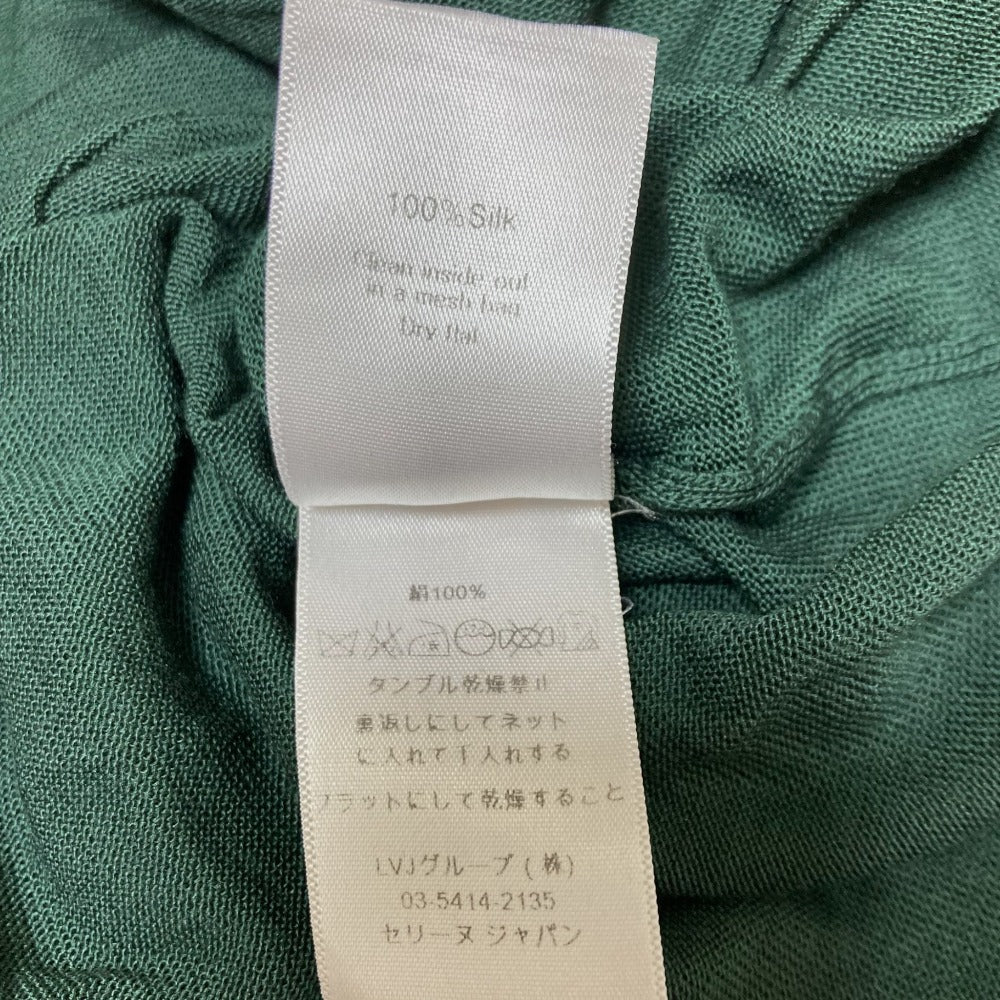 100% Silk
Clean inside out
in a mesh bag
Dry flat
絹100%
タンブル乾燥禁止
裏返しにしてネット
に入れて手入れする
フラットにして乾燥すること
LVJグループ (株)
03-5414-2135
セリーヌ ジャパン